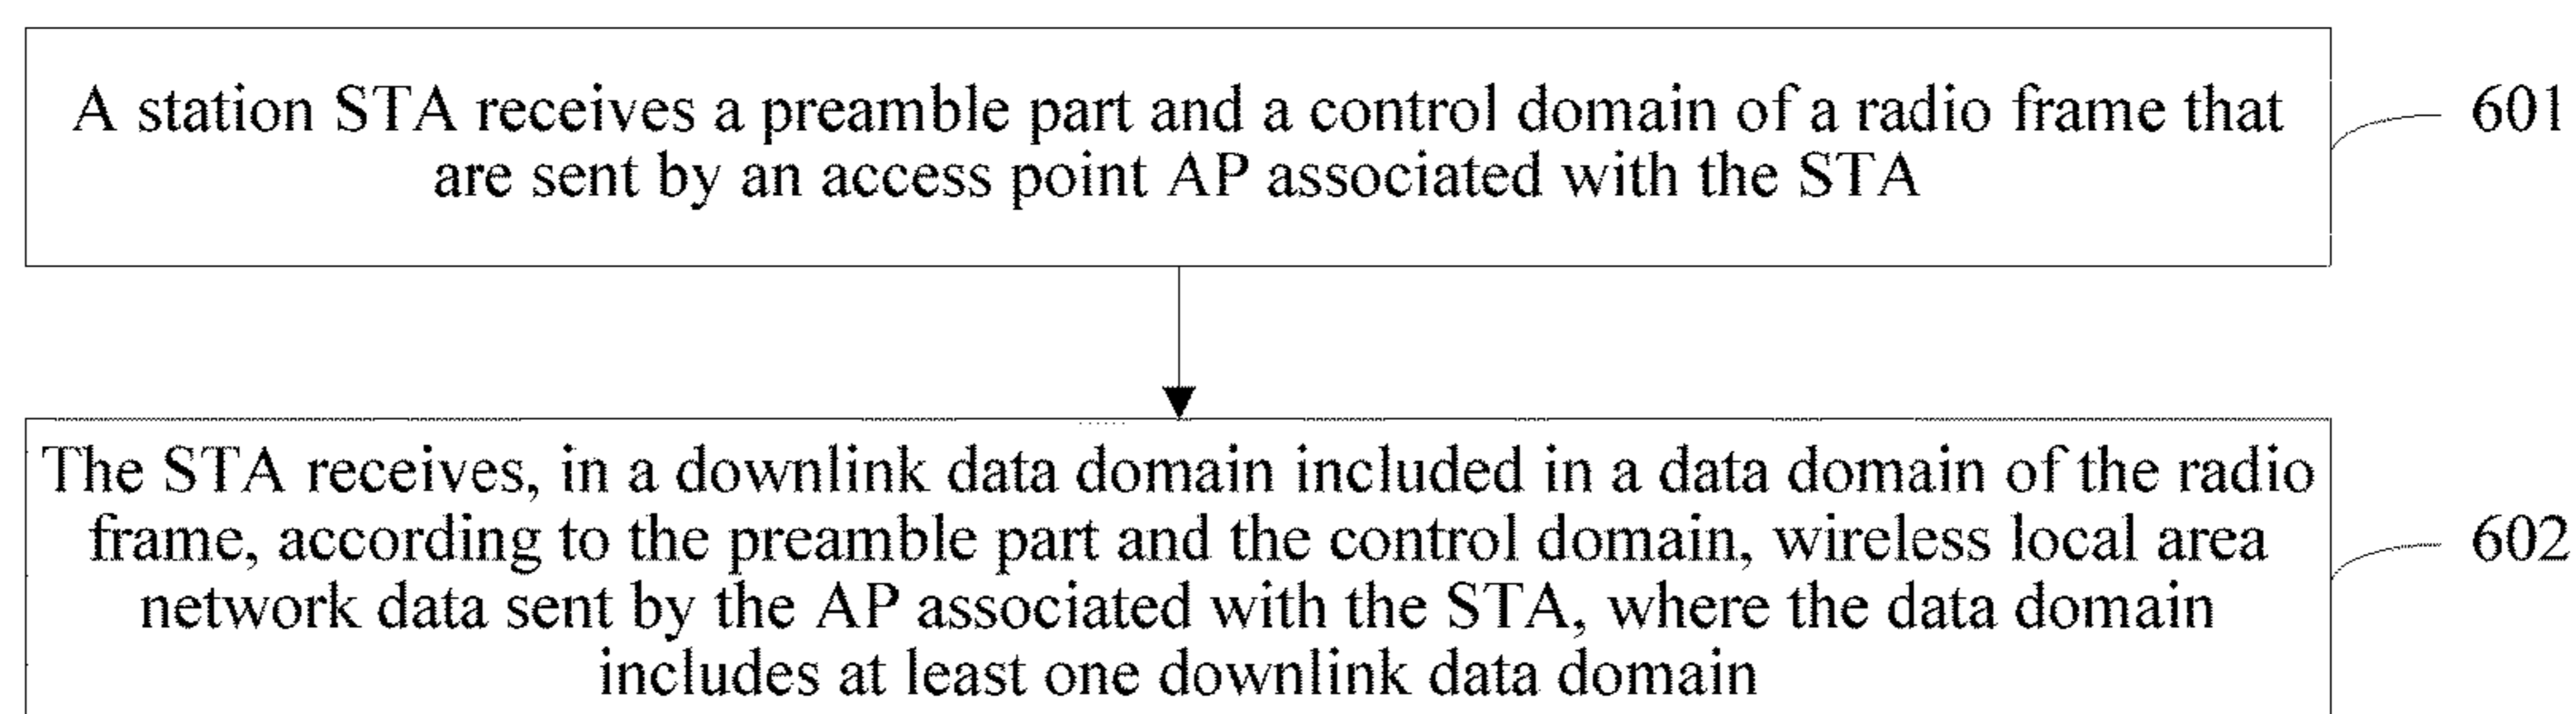 A station STA receives a preamble part and a control domain of a radio frame that
are sent by an access point AP associated with the STA
601
The STA receives, in a downlink data domain included in a data domain of the radio
frame, according to the preamble part and the control domain, wireless local area
network data sent by the AP associated with the STA, where the data domain
includes at least one downlink data domain
602